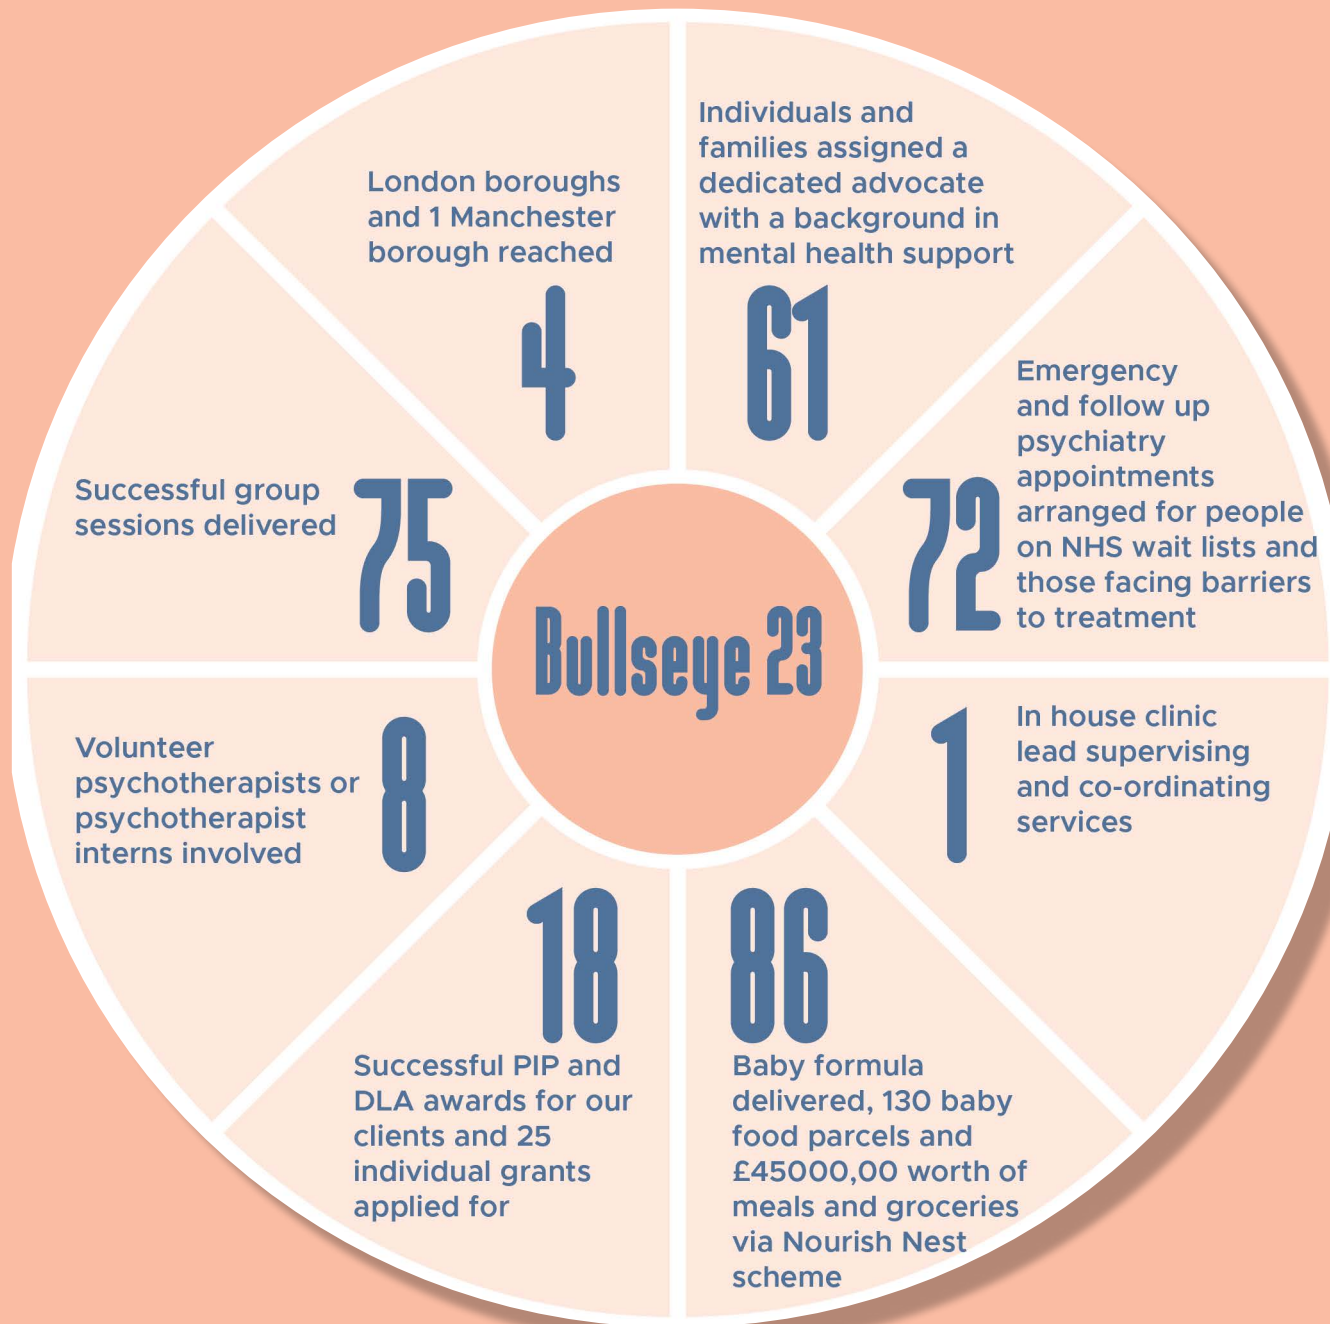 London boroughs
and 1 Manchester
borough reached
4
Individuals and
families assigned a
dedicated advocate
with a background in
mental health support
61
Emergency
and follow up
psychiatry
appointments
arranged for people
on NHS wait lists and
those facing barriers
to treatment
72
In house clinic
lead supervising
and co-ordinating
services
1
86
Baby formula
delivered, 130 baby
food parcels and
£45000,00 worth of
meals and groceries
via Nourish Nest
scheme
18
Successful PIP and
DLA awards for our
clients and 25
individual grants
applied for
Volunteer
psychotherapists or
psychotherapist
interns involved
8
Successful group
sessions delivered
75
Bullseye 23